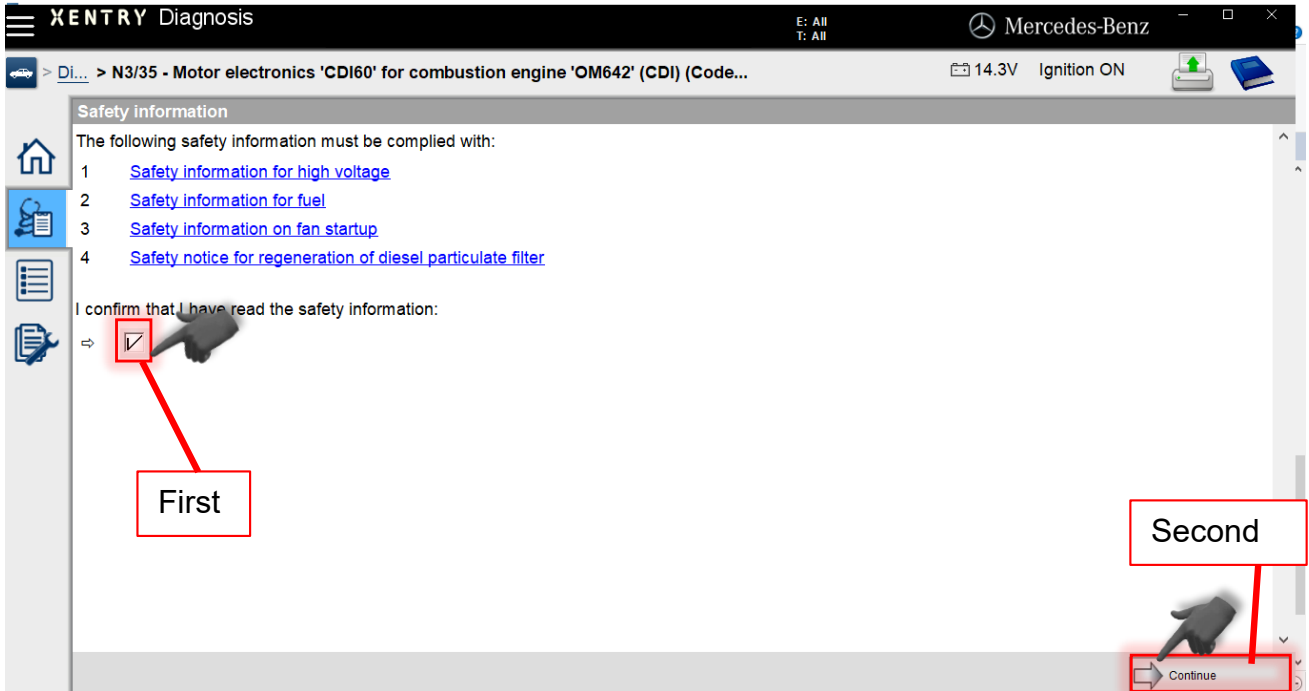 XENTRY Diagnosis
E: All
T: All
Mercedes-Benz
> Di... > N3/35 - Motor electronics 'CDI60' for combustion engine 'OM642' (CDI) (Code...
14.3V Ignition ON
Safety information
The following safety information must be complied with:
1 Safety information for high voltage
2 Safety information for fuel
3 Safety information on fan startup
4 Safety notice for regeneration of diesel particulate filter
I confirm that I have read the safety information:
First
Second
Continue